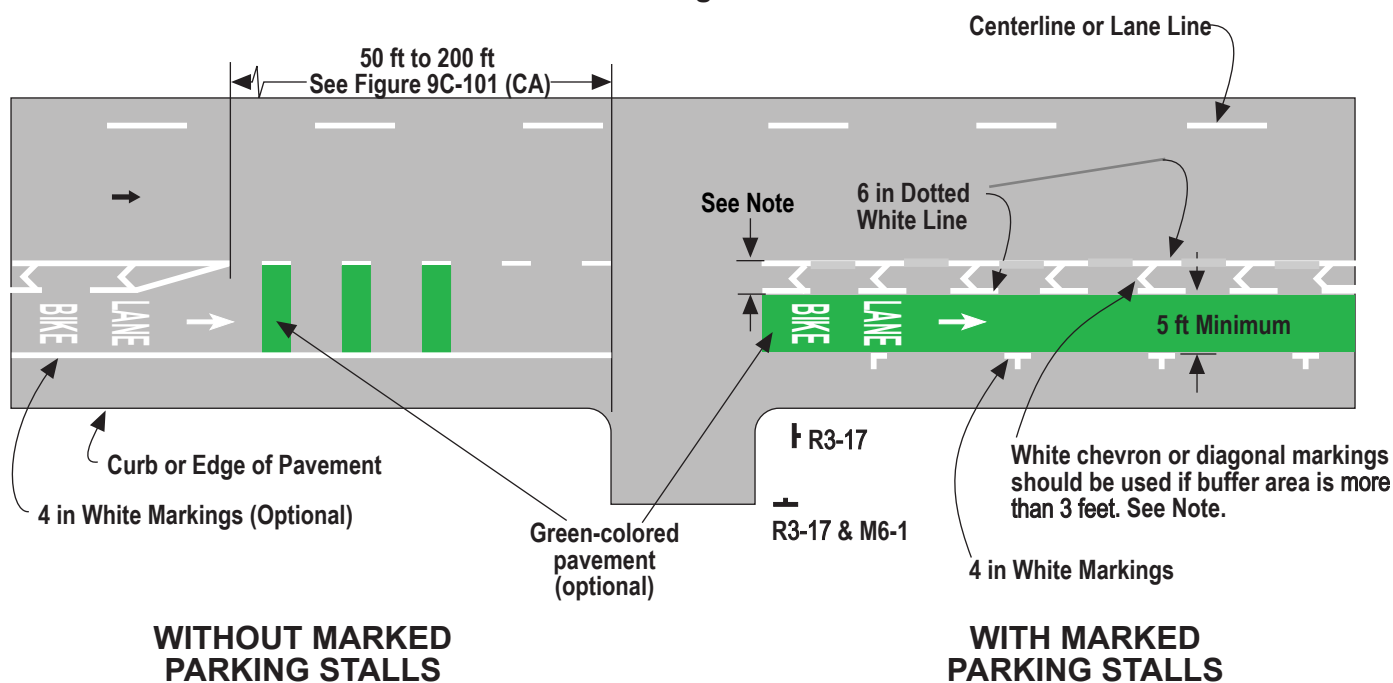 Centerline or Lane Line
50 ft to 200 ft
See Figure 9C-101 (CA)
See Note
6 in Dotted
White Line
BIKE
LANE
BIKE
LANE
5 ft Minimum
Curb or Edge of Pavement
4 in White Markings (Optional)
R3-17
R3-17 & M6-1
Green-colored
pavement
(optional)
White chevron or diagonal markings
should be used if buffer area is more
than 3 feet. See Note.
4 in White Markings
WITHOUT MARKED
PARKING STALLS
WITH MARKED
PARKING STALLS